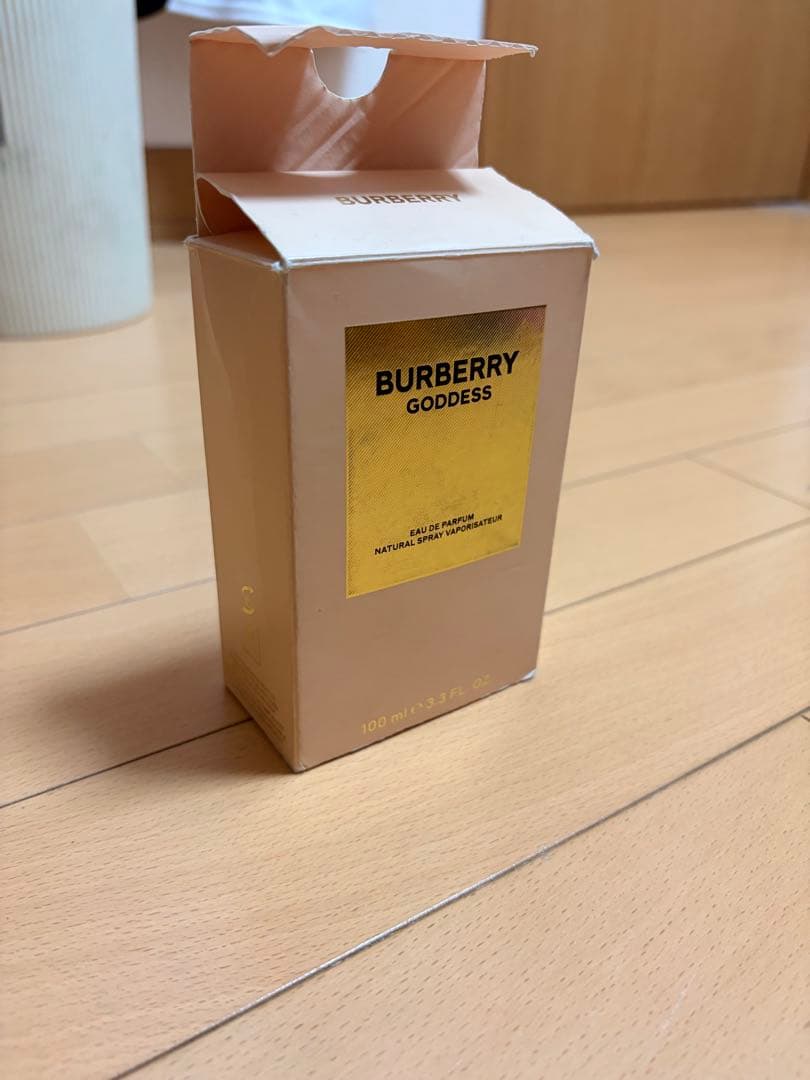 BURBERRY
BURBERRY
GODDESS
EAU DE PARFUM
NATURAL SPRAY VAPORISATEUR
100 ml ℮ 3.3 FL. OZ.